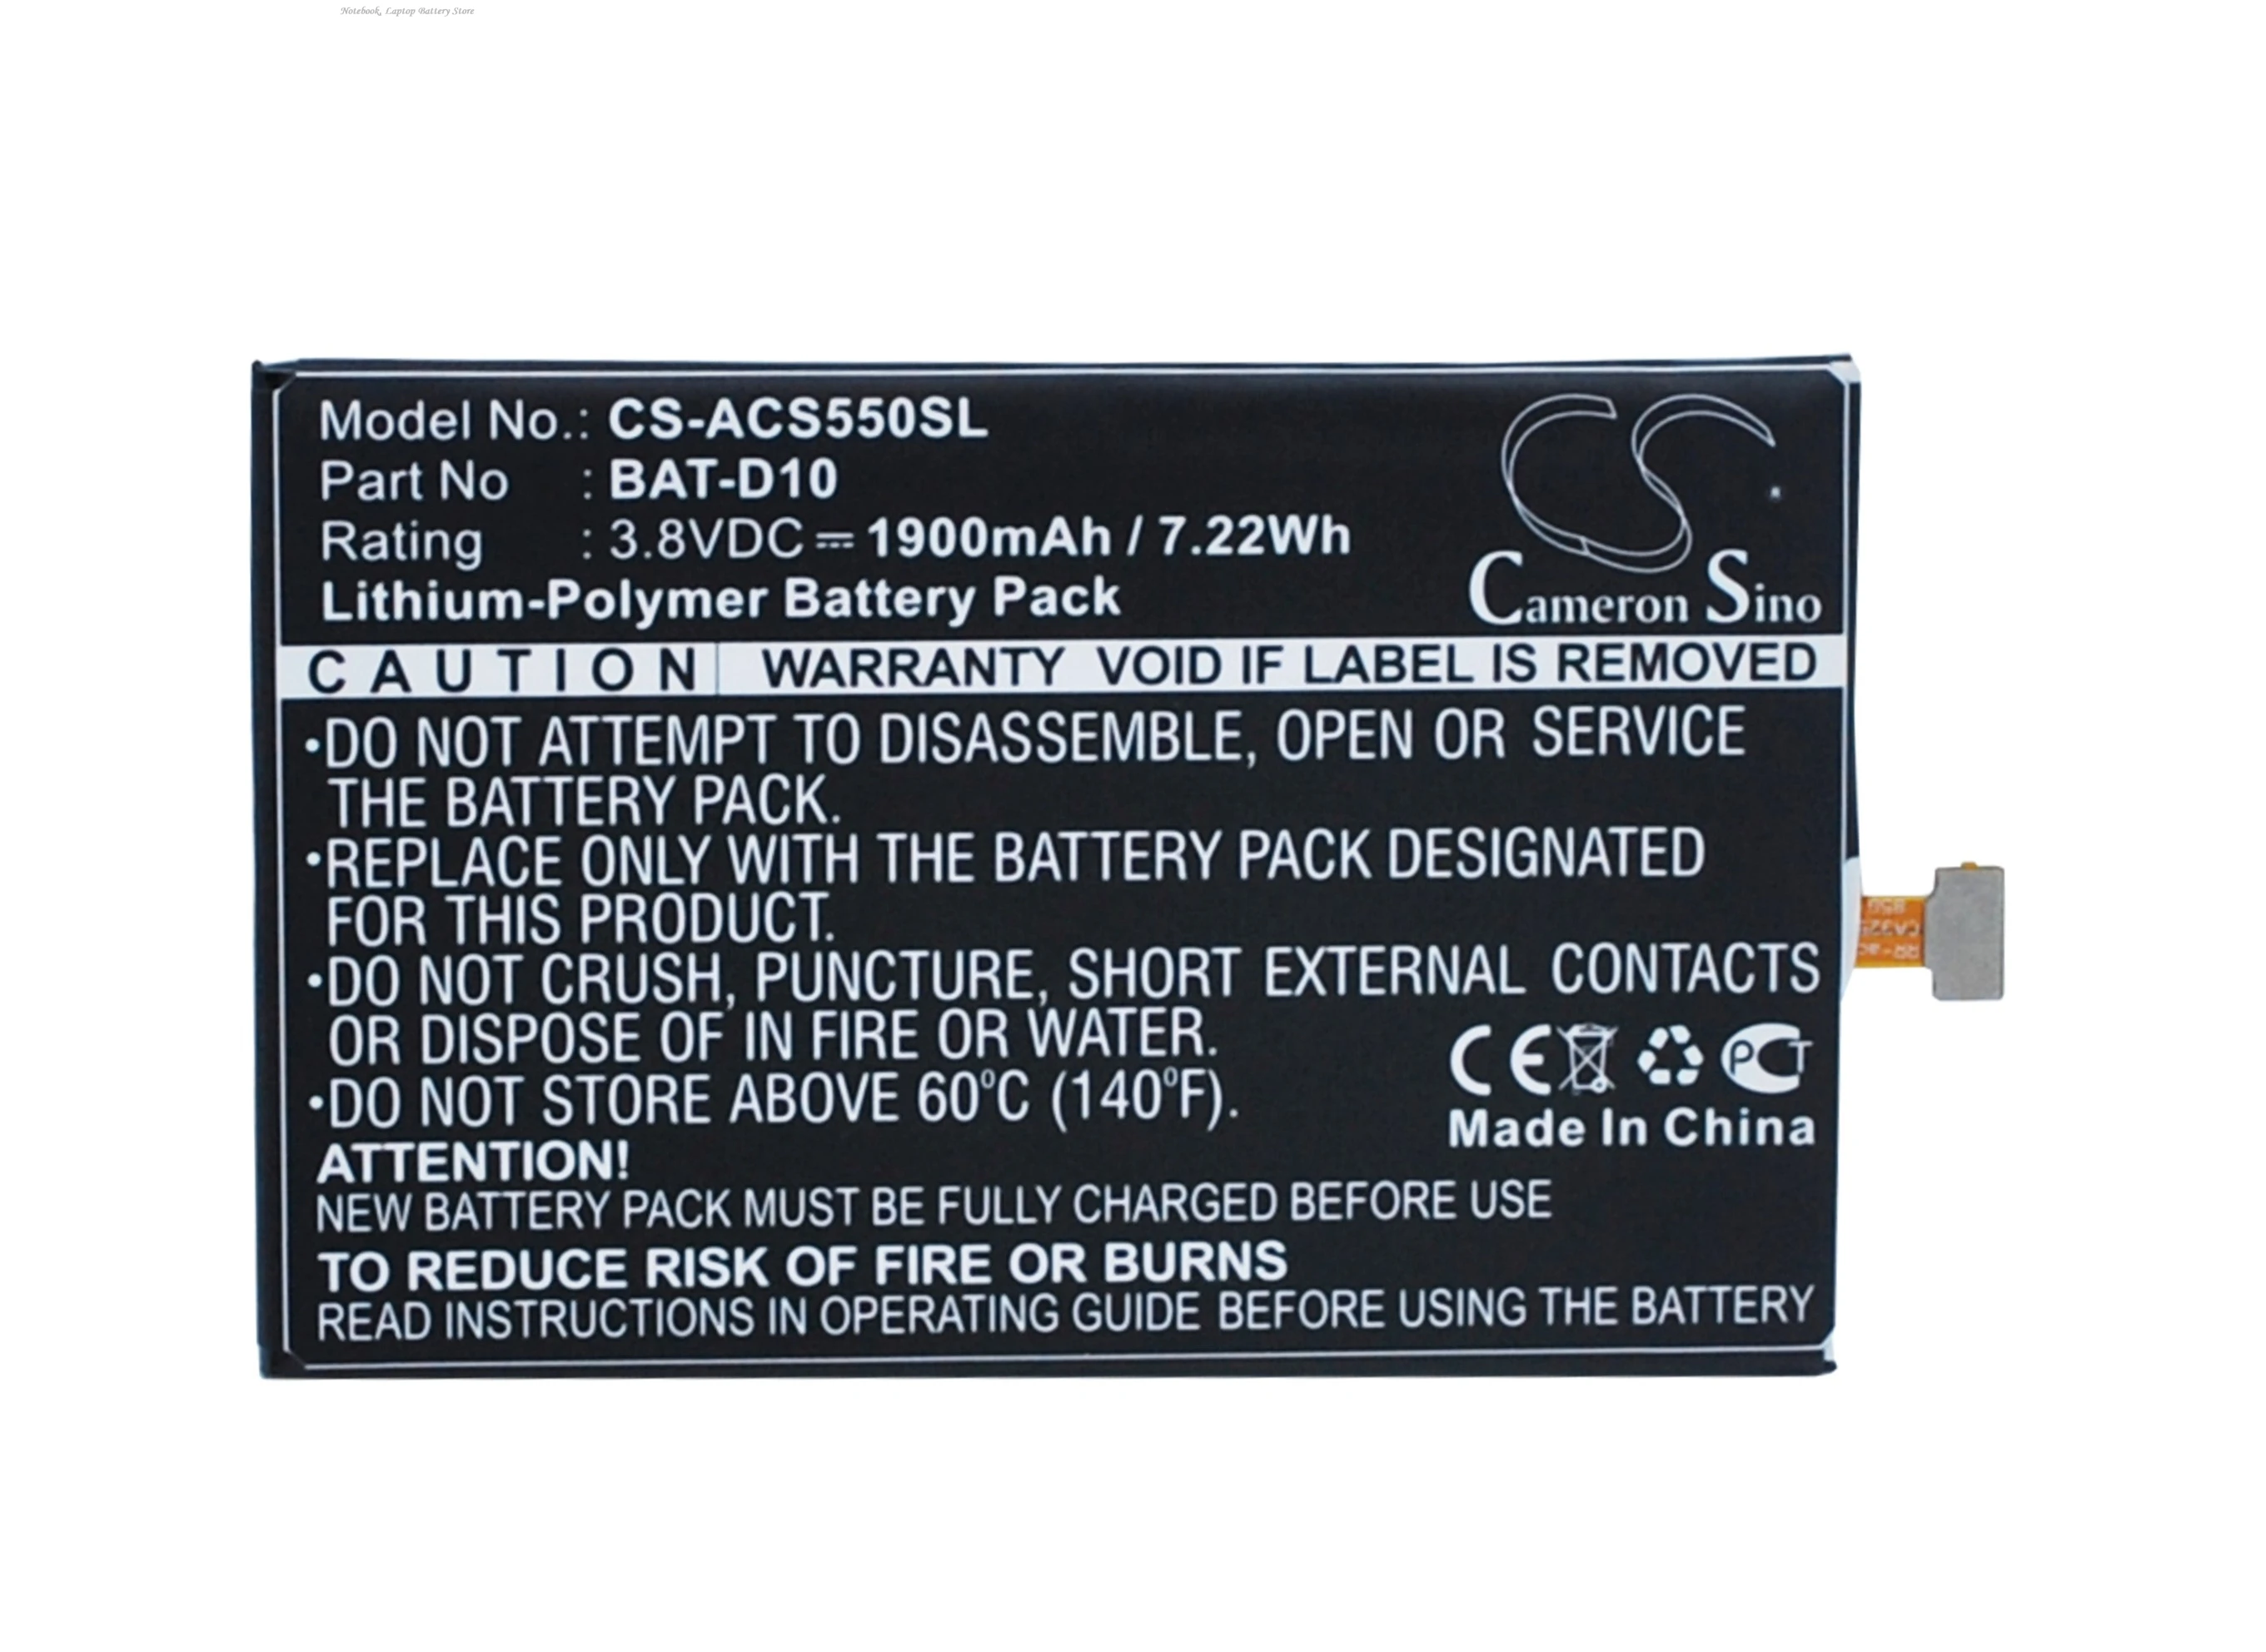 Notebook, Laptop Battery Store
Model No.: CS-ACS550SL
Part No : BAT-D10
Rating : 3.8VDC⎓1900mAh / 7.22Wh
Lithium-Polymer Battery Pack
CS
Cameron Sino
CAUTION WARRANTY VOID IF LABEL IS REMOVED
•DO NOT ATTEMPT TO DISASSEMBLE, OPEN OR SERVICE
THE BATTERY PACK.
•REPLACE ONLY WITH THE BATTERY PACK DESIGNATED
FOR THIS PRODUCT.
•DO NOT CRUSH, PUNCTURE, SHORT EXTERNAL CONTACTS
OR DISPOSE OF IN FIRE OR WATER.
•DO NOT STORE ABOVE 60°C (140°F).
CE PCT
Made In China
ATTENTION!
NEW BATTERY PACK MUST BE FULLY CHARGED BEFORE USE
TO REDUCE RISK OF FIRE OR BURNS
READ INSTRUCTIONS IN OPERATING GUIDE BEFORE USING THE BATTERY